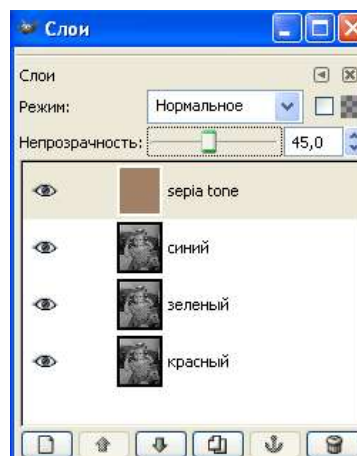 Слои
Слои
Режим: Нормальное
Непрозрачность: 45,0
sepia tone
синий
зеленый
красный